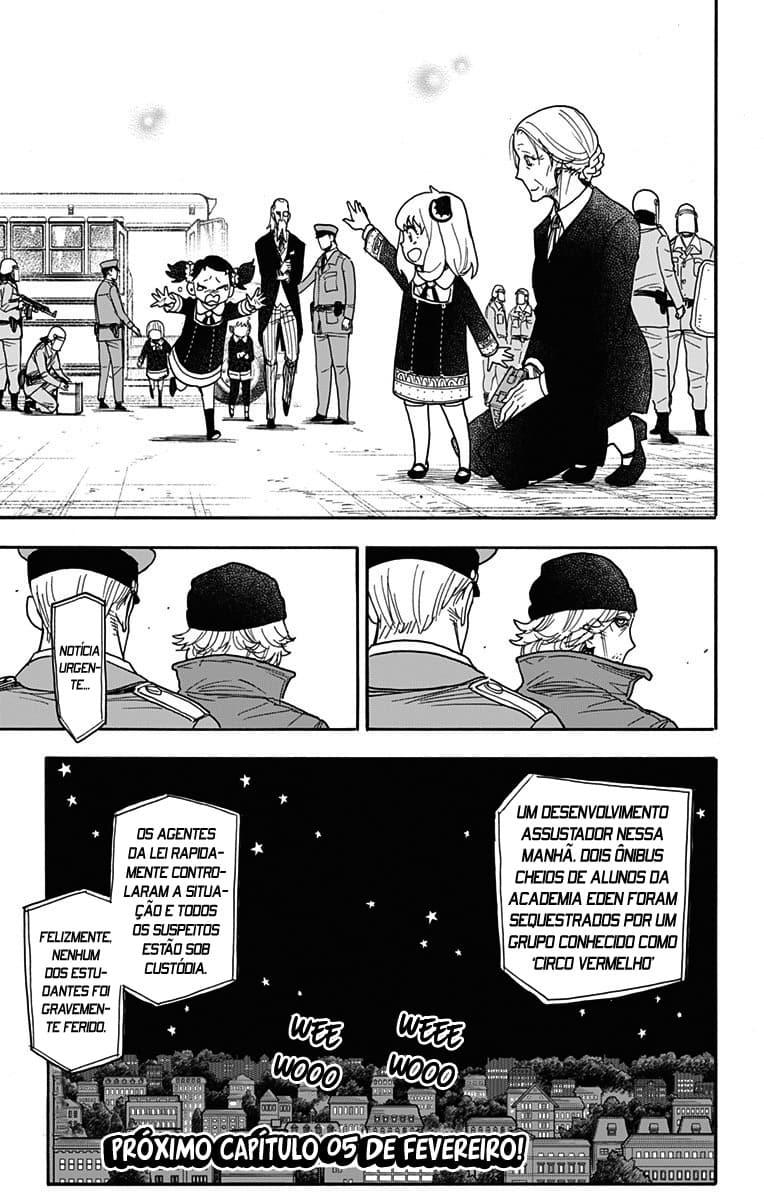 NOTÍCIA
URGEN-
TE...
UM DESENVOLVIMENTO
ASSUSTADOR NESSA
MANHÃ. DOIS ÔNIBUS
CHEIOS DE ALUNOS DA
ACADEMIA EDEN FORAM
SEQUESTRADOS POR UM
GRUPO CONHECIDO COMO
'CIRCO VERMELHO'
OS AGENTES
DA LEI RAPIDA-
MENTE CONTRO-
LARAM A SITUA-
ÇÃO E TODOS
OS SUSPEITOS
ESTÃO SOB
CUSTÓDIA.
FELIZMENTE,
NENHUM
DOS ESTU-
DANTES FOI
GRAVEMEN-
TE FERIDO.
WEEE
WOOO
WEE
WOOO
PRÓXIMO CAPÍTULO 05 DE FEVEREIRO!